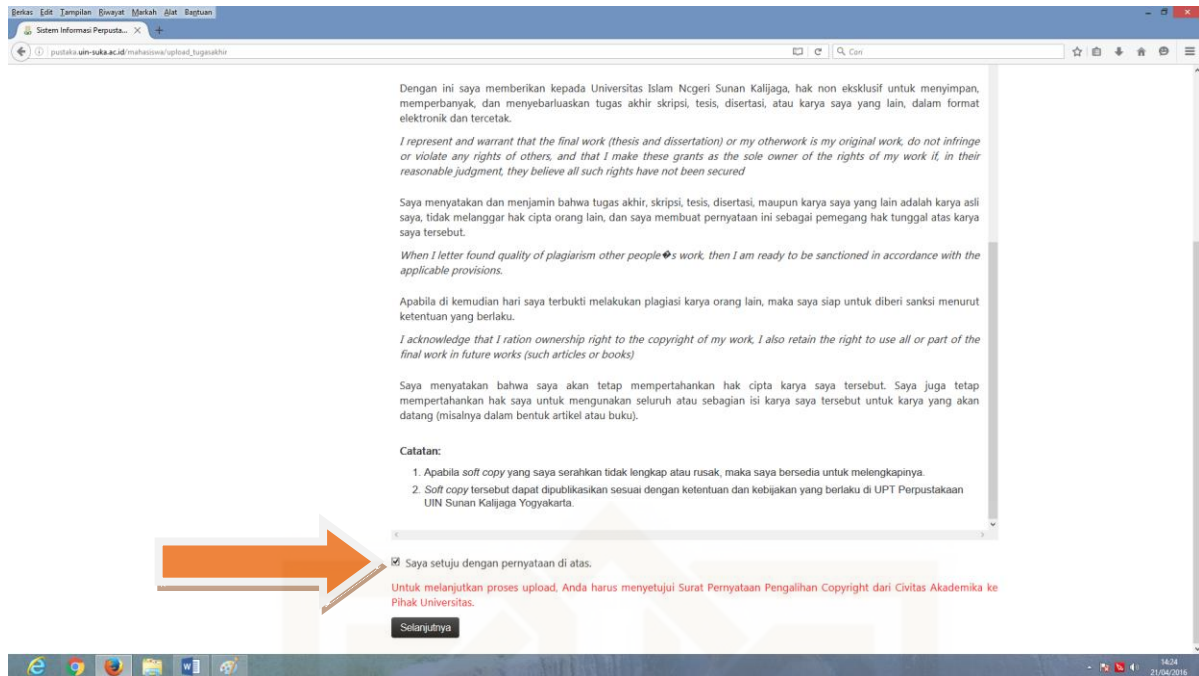 Berkas Edit Tampilan Riwayat Markah Alat Bantuan
Sistem Informasi Perpusta...
pustaka.uin-suka.ac.id/mahasiswa/upload_tugasakhir
Cari
Dengan ini saya memberikan kepada Universitas Islam Ncgeri Sunan Kalijaga, hak non eksklusif untuk menyimpan,
memperbanyak, dan menyebarluaskan tugas akhir skripsi, tesis, disertasi, atau karya saya yang lain, dalam format
elektronik dan tercetak.
I represent and warrant that the final work (thesis and dissertation) or my otherwork is my original work, do not infringe
or violate any rights of others, and that I make these grants as the sole owner of the rights of my work if, in their
reasonable judgment, they believe all such rights have not been secured
Saya menyatakan dan menjamin bahwa tugas akhir, skripsi, tesis, disertasi, maupun karya saya yang lain adalah karya asli
saya, tidak melanggar hak cipta orang lain, dan saya membuat pernyataan ini sebagai pemegang hak tunggal atas karya
saya tersebut.
When I letter found quality of plagiarism other people�s work, then I am ready to be sanctioned in accordance with the
applicable provisions.
Apabila di kemudian hari saya terbukti melakukan plagiasi karya orang lain, maka saya siap untuk diberi sanksi menurut
ketentuan yang berlaku.
I acknowledge that I ration ownership right to the copyright of my work, I also retain the right to use all or part of the
final work in future works (such articles or books)
Saya menyatakan bahwa saya akan tetap mempertahankan hak cipta karya saya tersebut. Saya juga tetap
mempertahankan hak saya untuk mengunakan seluruh atau sebagian isi karya saya tersebut untuk karya yang akan
datang (misalnya dalam bentuk artikel atau buku).
Catatan:
1. Apabila soft copy yang saya serahkan tidak lengkap atau rusak, maka saya bersedia untuk melengkapinya.
2. Soft copy tersebut dapat dipublikasikan sesuai dengan ketentuan dan kebijakan yang berlaku di UPT Perpustakaan
UIN Sunan Kalijaga Yogyakarta.
Saya setuju dengan pernyataan di atas.
Untuk melanjutkan proses upload, Anda harus menyetujui Surat Pernyataan Pengalihan Copyright dari Civitas Akademika ke
Pihak Universitas.
Selanjutnya
14:24
21/04/2016